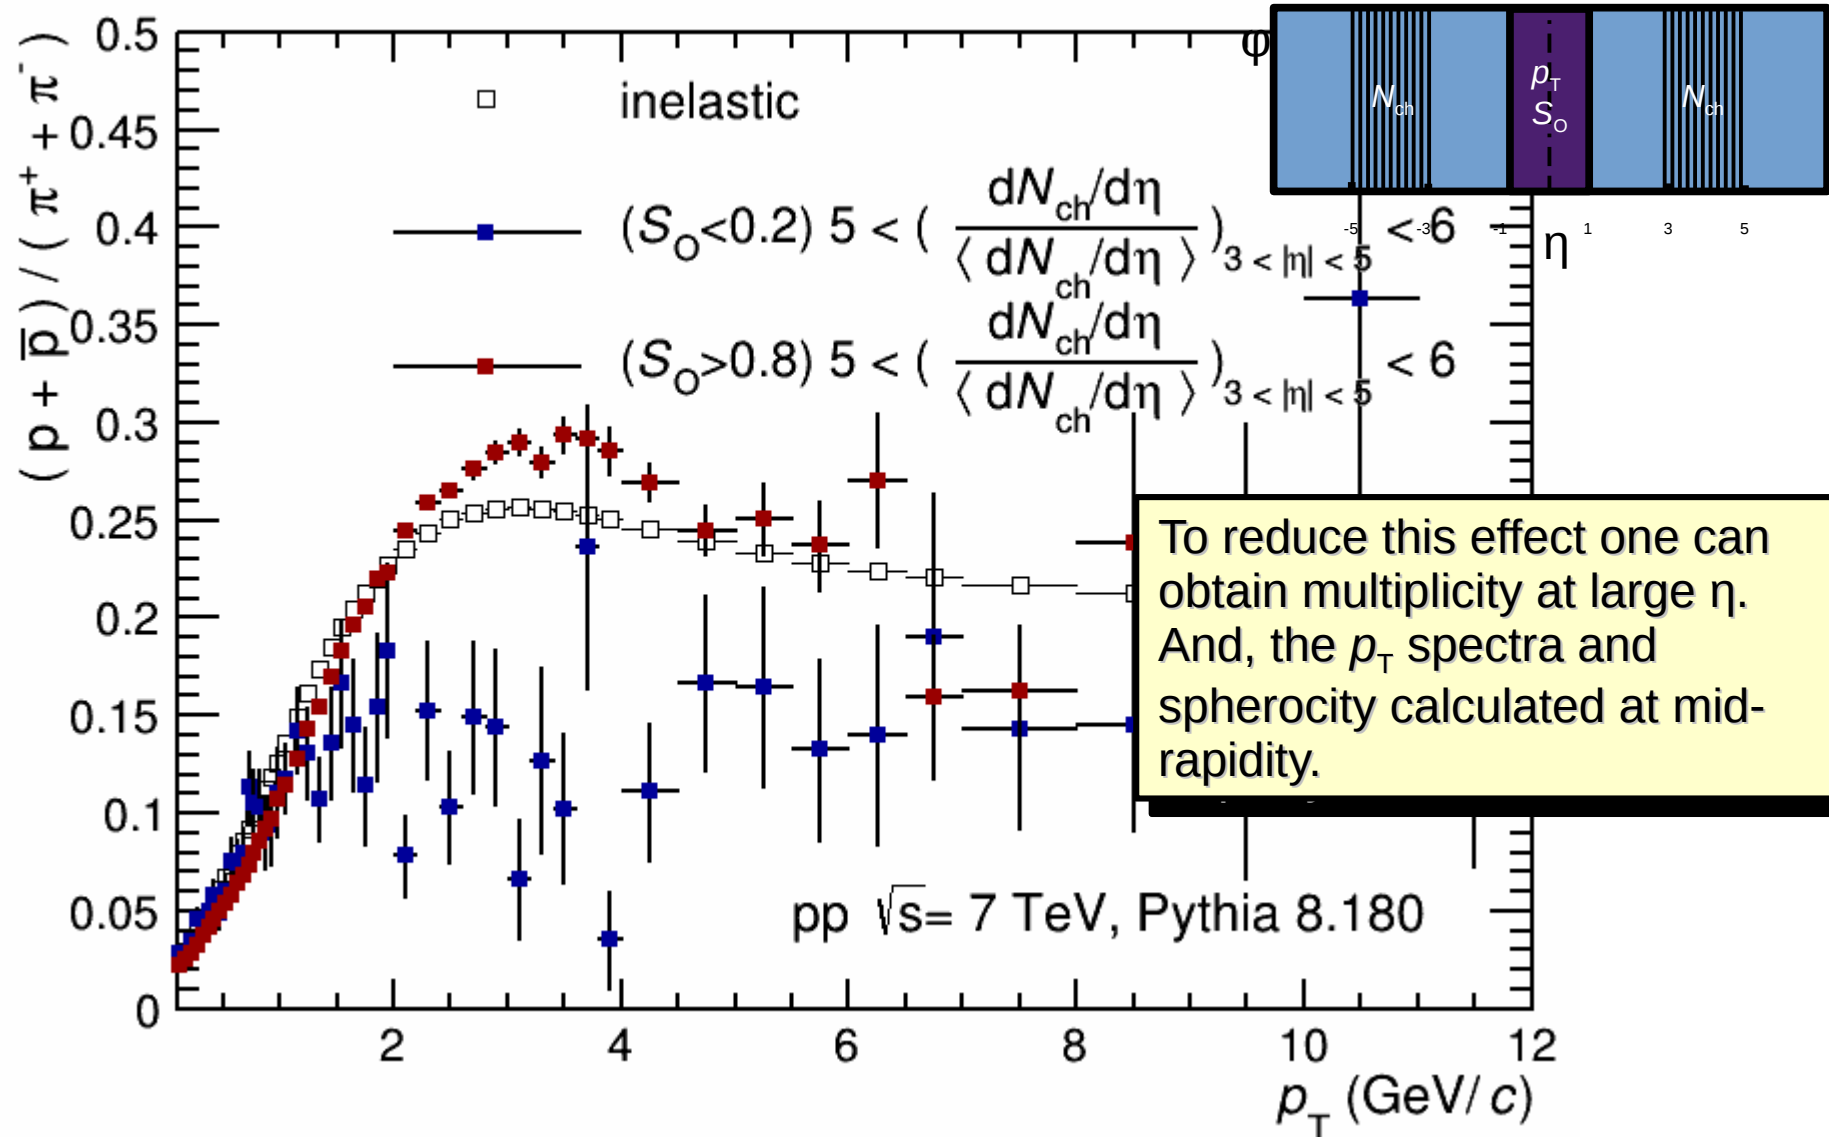 ( p + p̅ ) / ( π⁺ + π⁻ )
0.5
0.45
0.4
0.35
0.3
0.25
0.2
0.15
0.1
0.05
0
inelastic
(S_O<0.2) 5 < ( dN_ch/dη / ⟨ dN_ch/dη ⟩ )_3 < |η| < 5 < 6
(S_O>0.8) 5 < ( dN_ch/dη / ⟨ dN_ch/dη ⟩ )_3 < |η| < 5 < 6
φ
N_ch
p_T
S_O
N_ch
-5 -3 -1 1 3 5
η
To reduce this effect one can
obtain multiplicity at large η.
And, the p_T spectra and
spherocity calculated at mid-
rapidity.
pp √s= 7 TeV, Pythia 8.180
2 4 6 8 10 12
p_T (GeV/c)